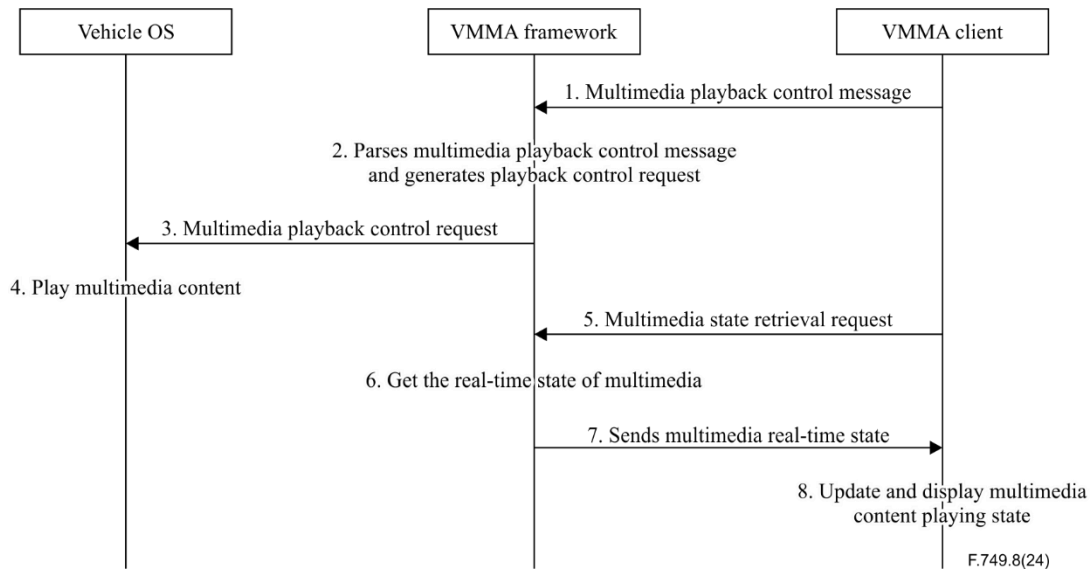 Vehicle OS
VMMA framework
VMMA client
1. Multimedia playback control message
2. Parses multimedia playback control message
and generates playback control request
3. Multimedia playback control request
4. Play multimedia content
5. Multimedia state retrieval request
6. Get the real-time state of multimedia
7. Sends multimedia real-time state
8. Update and display multimedia
content playing state
F.749.8(24)